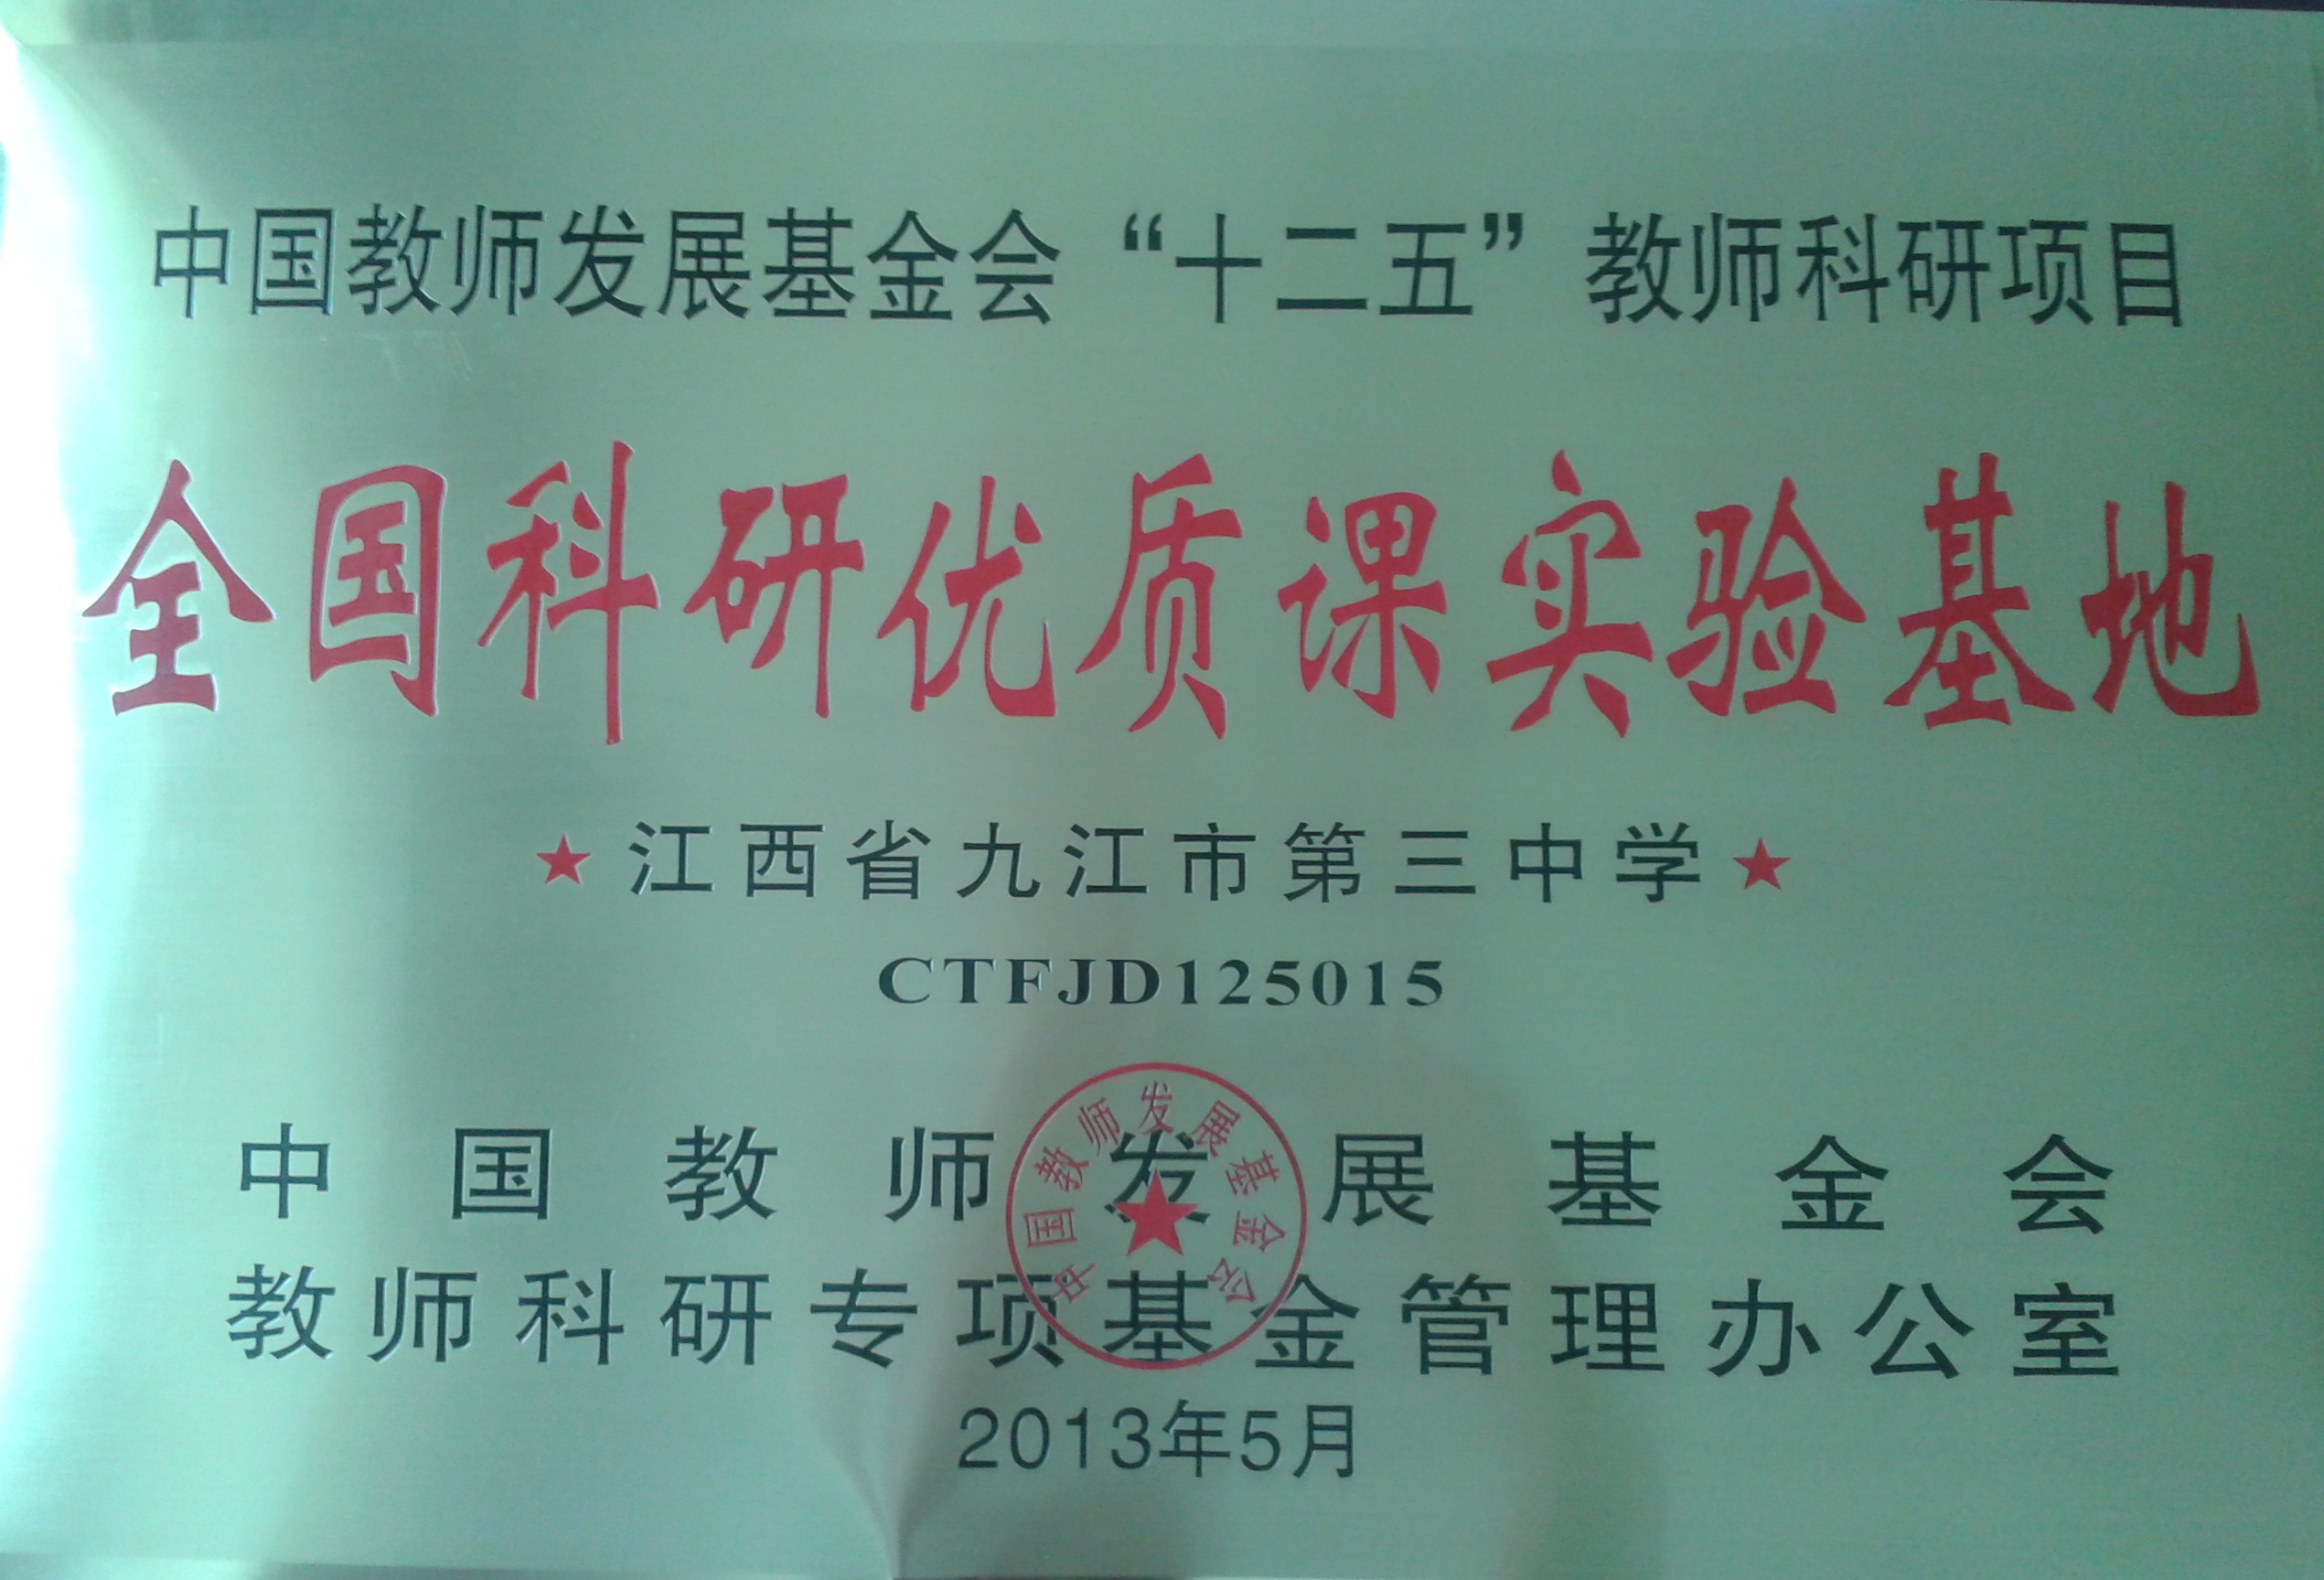 中国教师发展基金会“十二五”教师科研项目
全国科研优质课实验基地
★江西省九江市第三中学★
CTFJD125015
中国教师发展基金会
教师科研专项基金管理办公室
2013年5月
中国教师发展基金会